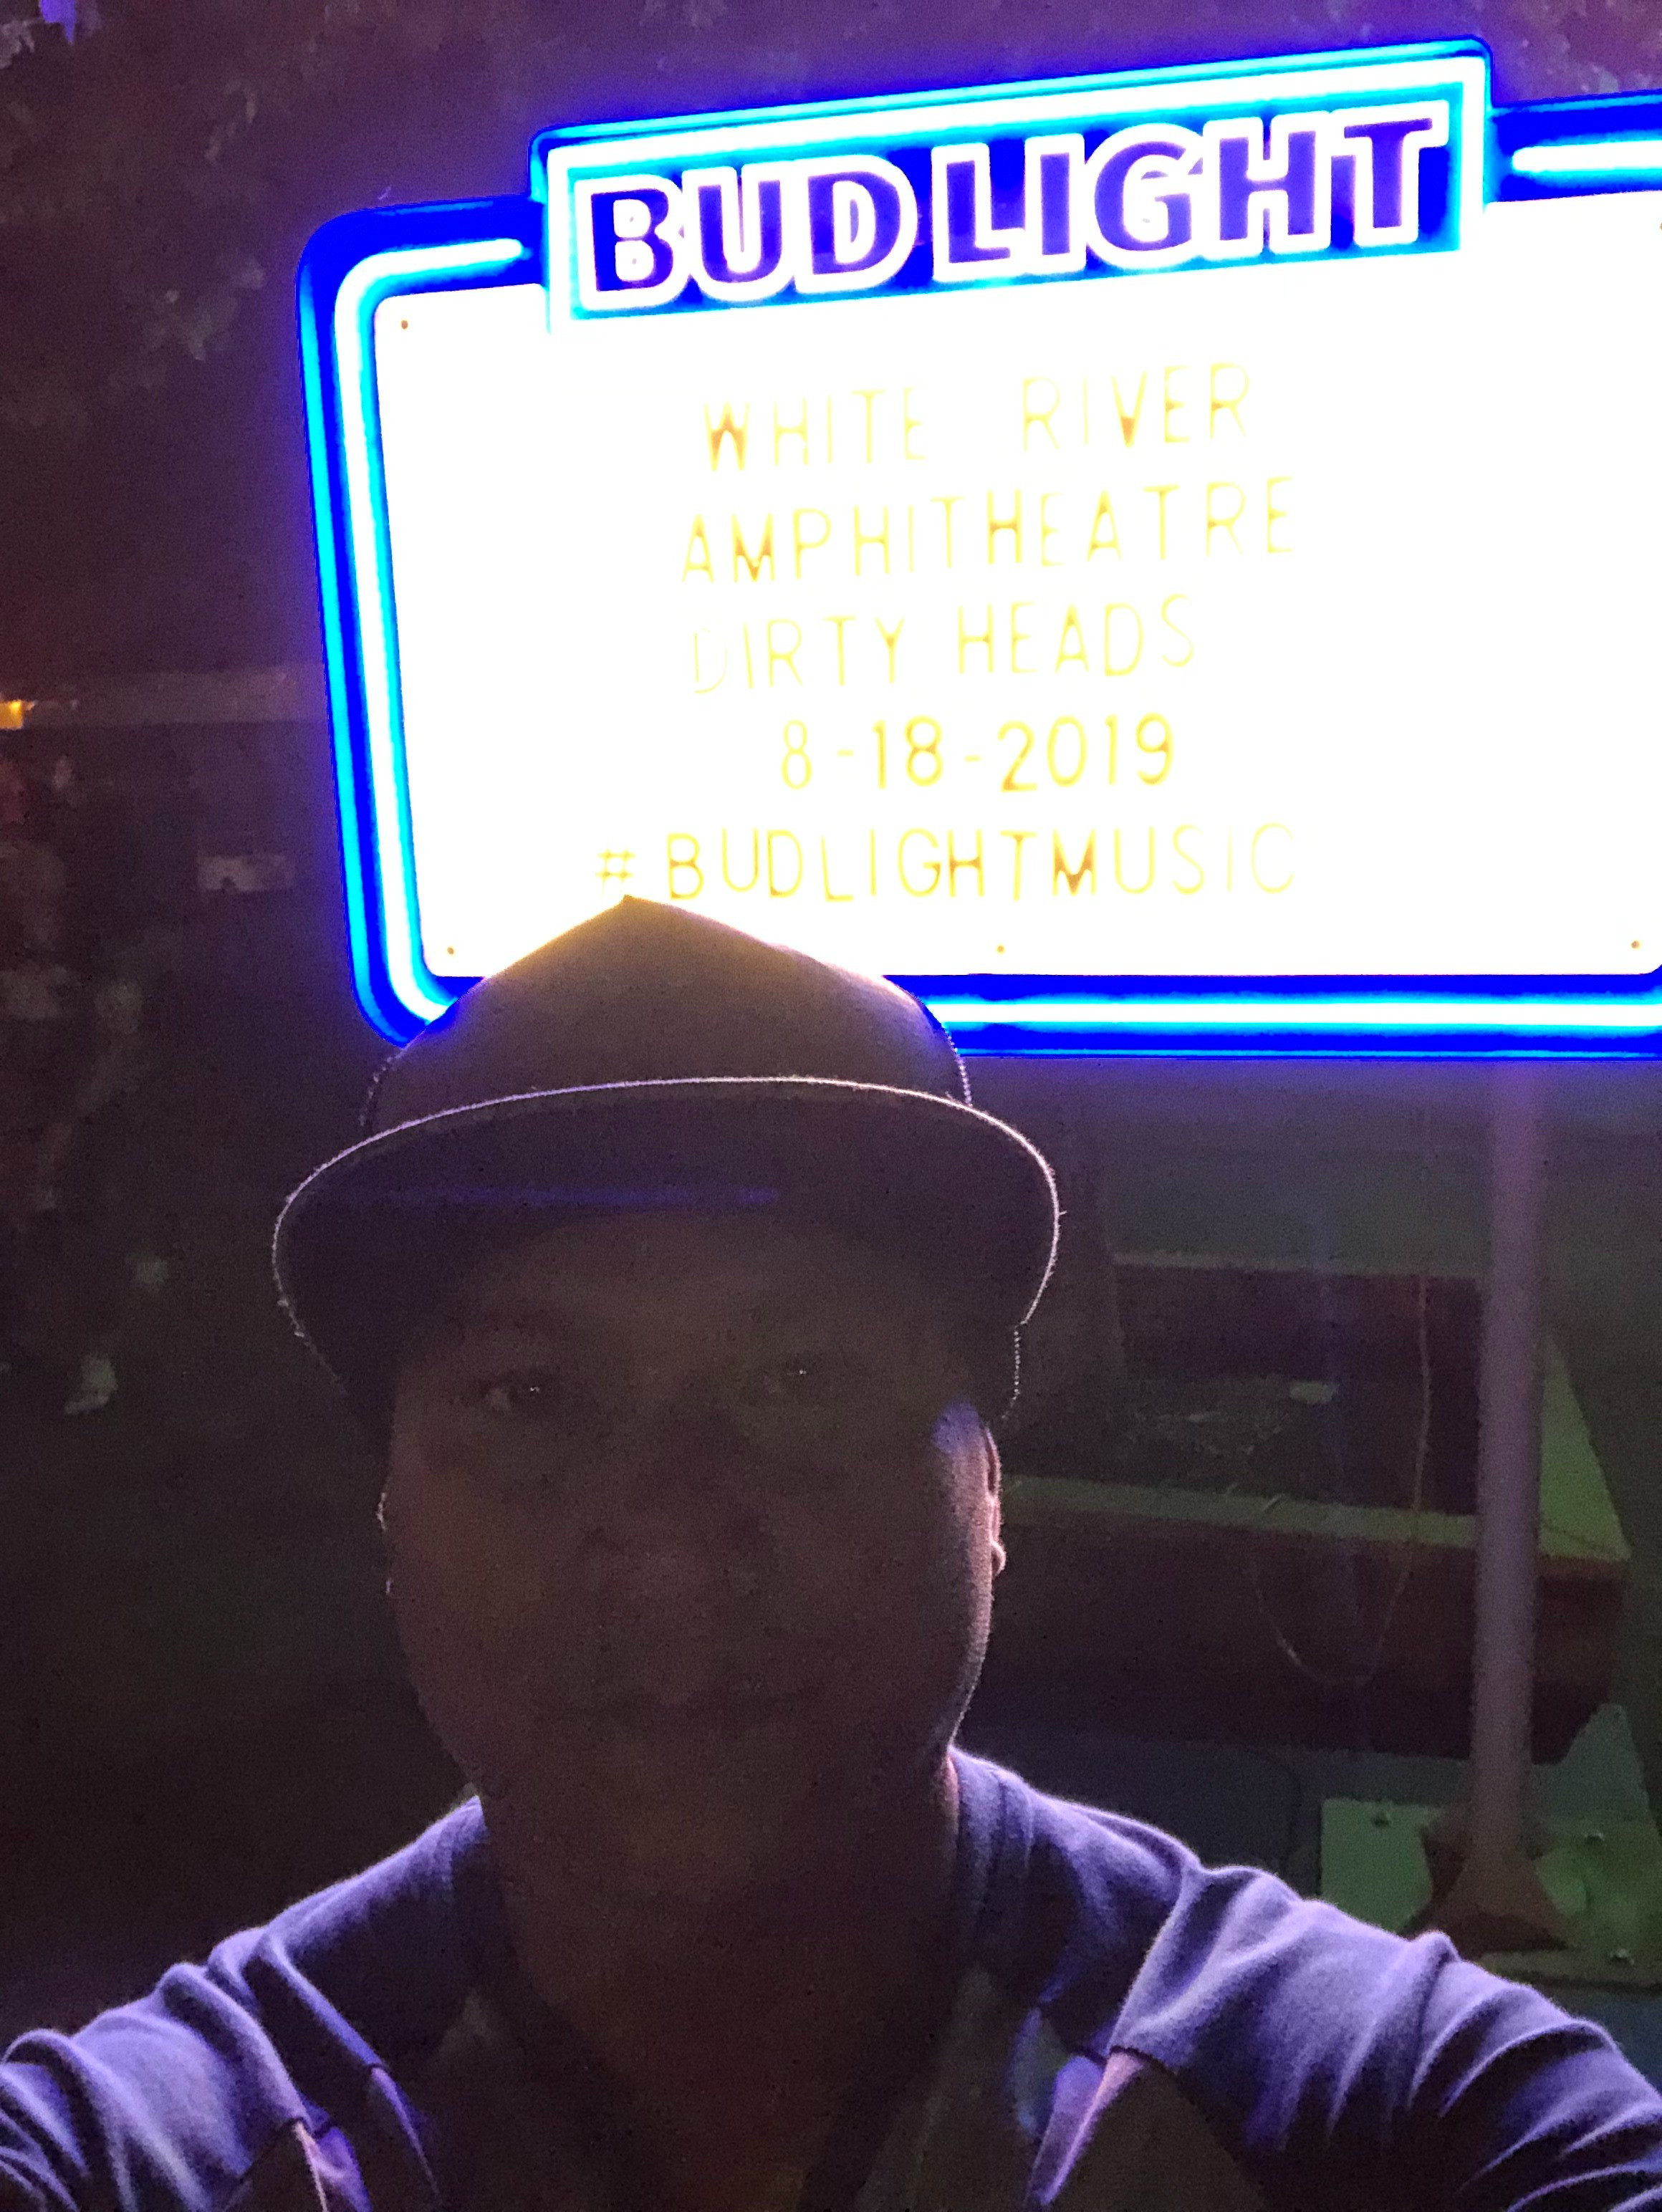 BUD LIGHT
WHITE RIVER
AMPHITHEATRE
DIRTY HEADS
8-18-2019
#BUDLIGHTMUSIC